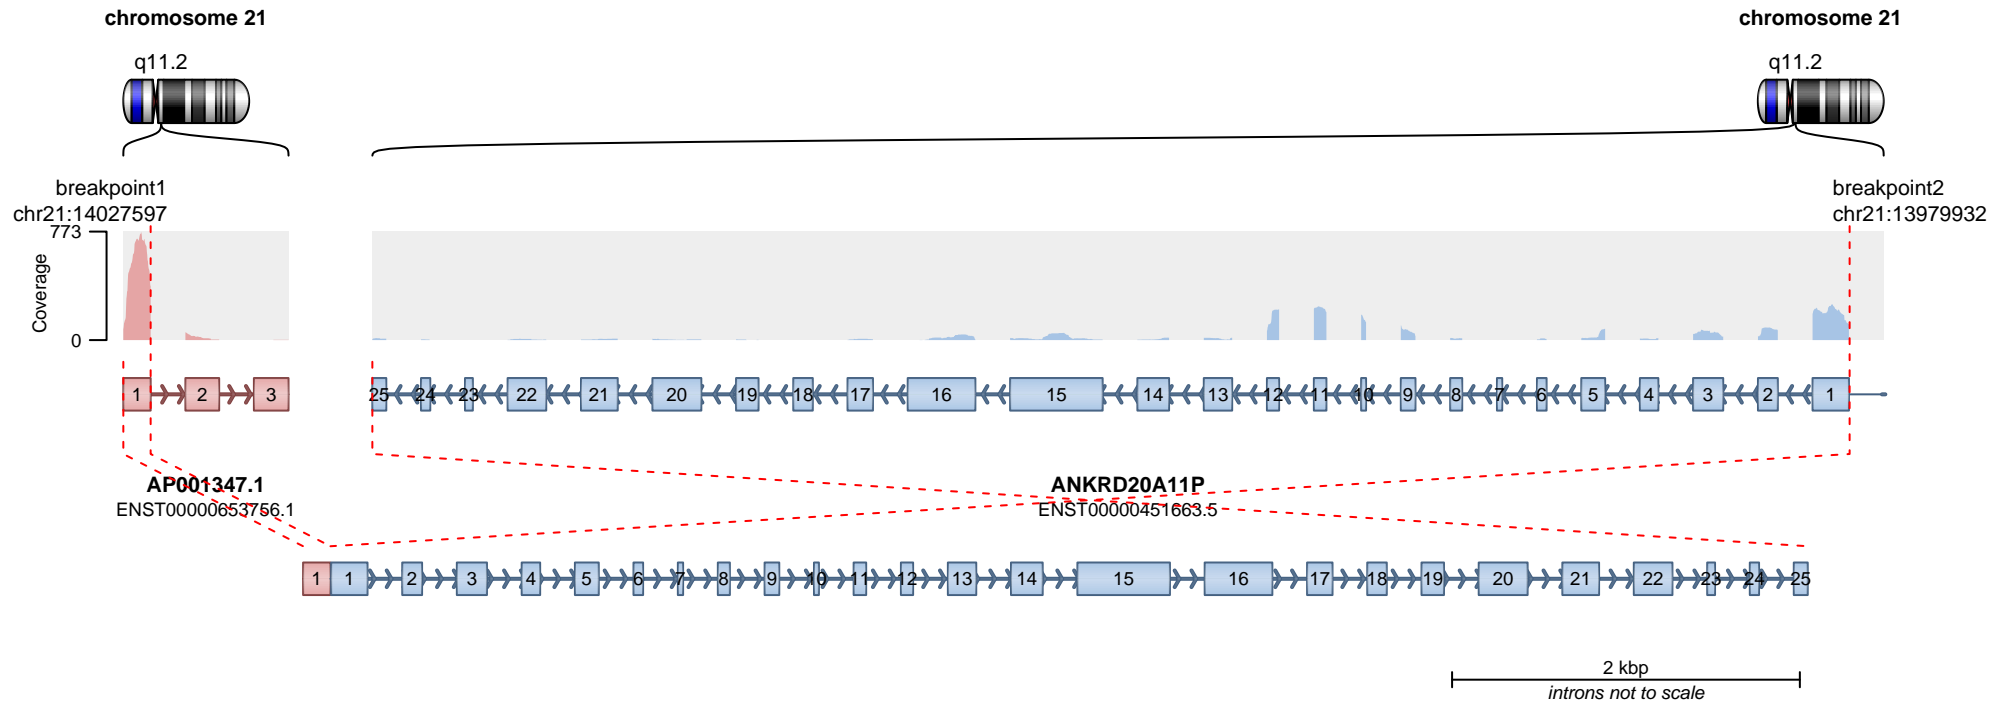 chromosome 21
chromosome 21
q11.2
q11.2
breakpoint1
chr21:14027597
breakpoint2
chr21:13979932
773
Coverage
0
1 2 3
25 24 23 22 21 20 19 18 17 16 15 14 13 12 11 10 9 8 7 6 5 4 3 2 1
AP001347.1
ENST00000653756.1
ANKRD20A11P
ENST00000451663.5
1 1 2 3 4 5 6 7 8 9 10 11 12 13 14 15 16 17 18 19 20 21 22 23 24 25
2 kbp
introns not to scale